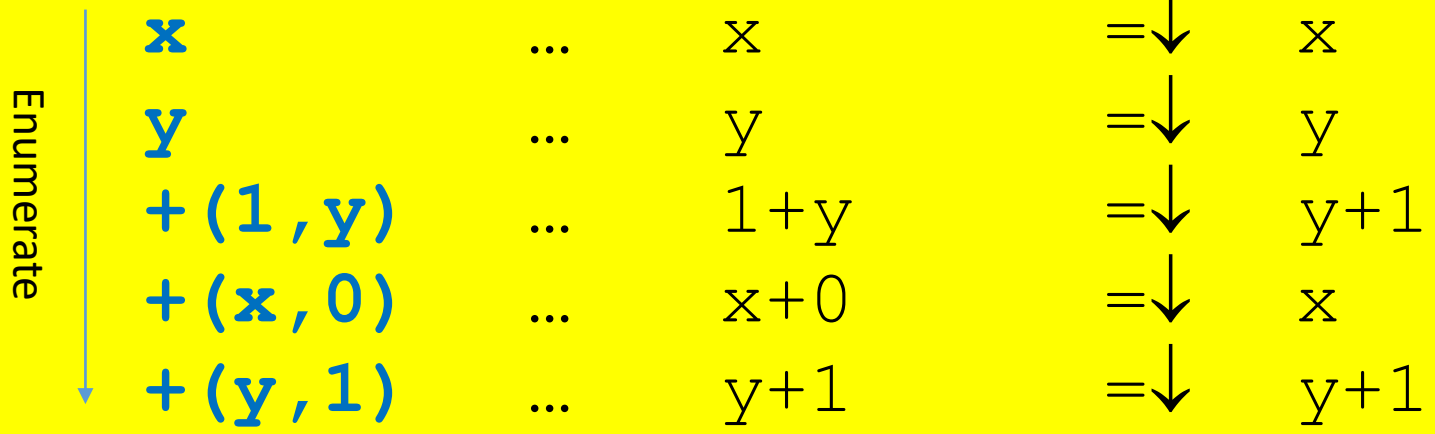 Enumerate
x … x =↓ x
y … y =↓ y
+(1,y) … 1+y =↓ y+1
+(x,0) … x+0 =↓ x
+(y,1) … y+1 =↓ y+1